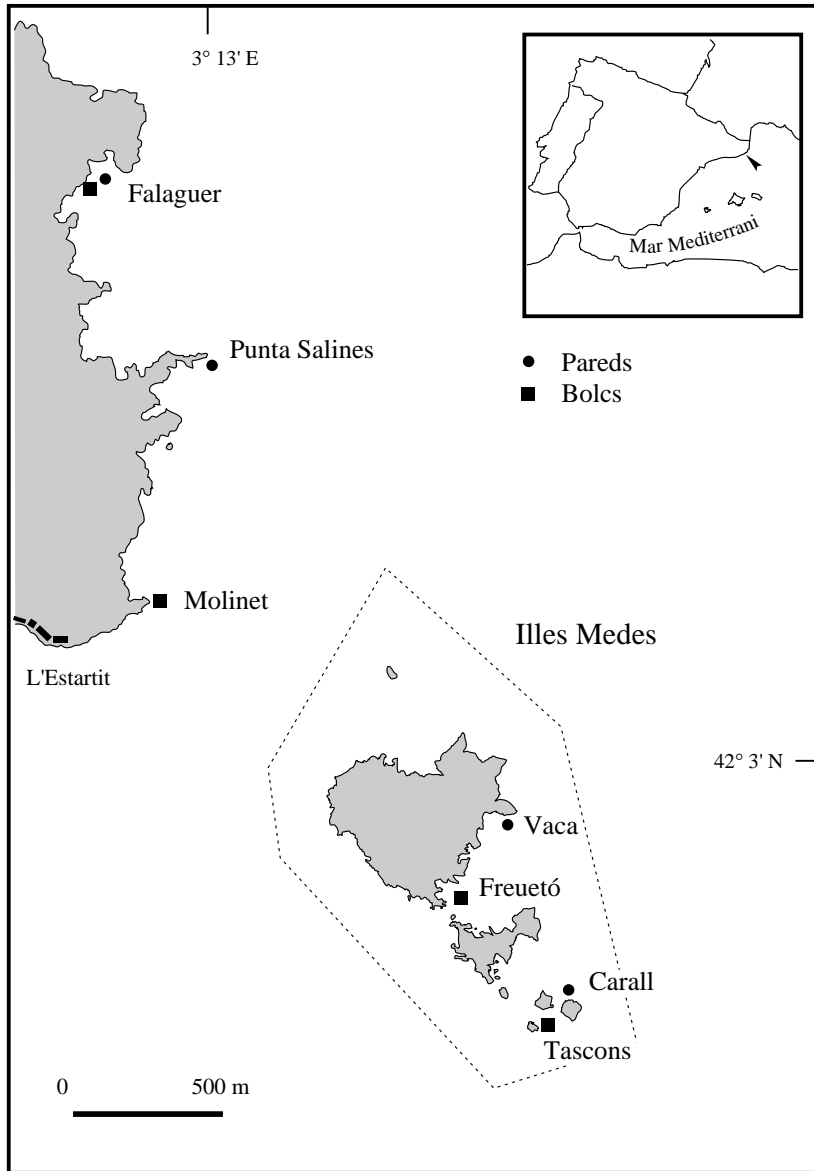 3° 13' E
Falaguer
Mar Mediterrani
Punta Salines
Pareds
Bolcs
Molinet
Illes Medes
L'Estartit
42° 3' N
Vaca
Freuetó
Carall
Tascons
0 500 m